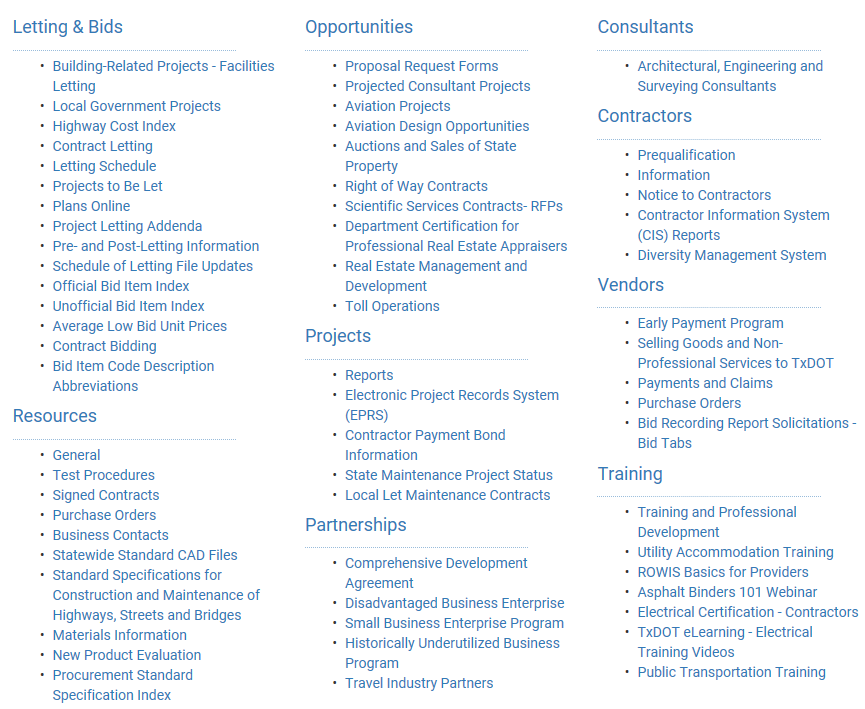 Letting & Bids
Building-Related Projects - Facilities
Letting
Local Government Projects
Highway Cost Index
Contract Letting
Letting Schedule
Projects to Be Let
Plans Online
Project Letting Addenda
Pre- and Post-Letting Information
Schedule of Letting File Updates
Official Bid Item Index
Unofficial Bid Item Index
Average Low Bid Unit Prices
Contract Bidding
Bid Item Code Description
Abbreviations
Resources
General
Test Procedures
Signed Contracts
Purchase Orders
Business Contacts
Statewide Standard CAD Files
Standard Specifications for
Construction and Maintenance of
Highways, Streets and Bridges
Materials Information
New Product Evaluation
Procurement Standard
Specification Index
Opportunities
Proposal Request Forms
Projected Consultant Projects
Aviation Projects
Aviation Design Opportunities
Auctions and Sales of State
Property
Right of Way Contracts
Scientific Services Contracts- RFPs
Department Certification for
Professional Real Estate Appraisers
Real Estate Management and
Development
Toll Operations
Projects
Reports
Electronic Project Records System
(EPRS)
Contractor Payment Bond
Information
State Maintenance Project Status
Local Let Maintenance Contracts
Partnerships
Comprehensive Development
Agreement
Disadvantaged Business Enterprise
Small Business Enterprise Program
Historically Underutilized Business
Program
Travel Industry Partners
Consultants
Architectural, Engineering and
Surveying Consultants
Contractors
Prequalification
Information
Notice to Contractors
Contractor Information System
(CIS) Reports
Diversity Management System
Vendors
Early Payment Program
Selling Goods and Non-
Professional Services to TxDOT
Payments and Claims
Purchase Orders
Bid Recording Report Solicitations -
Bid Tabs
Training
Training and Professional
Development
Utility Accommodation Training
ROWIS Basics for Providers
Asphalt Binders 101 Webinar
Electrical Certification - Contractors
TxDOT eLearning - Electrical
Training Videos
Public Transportation Training